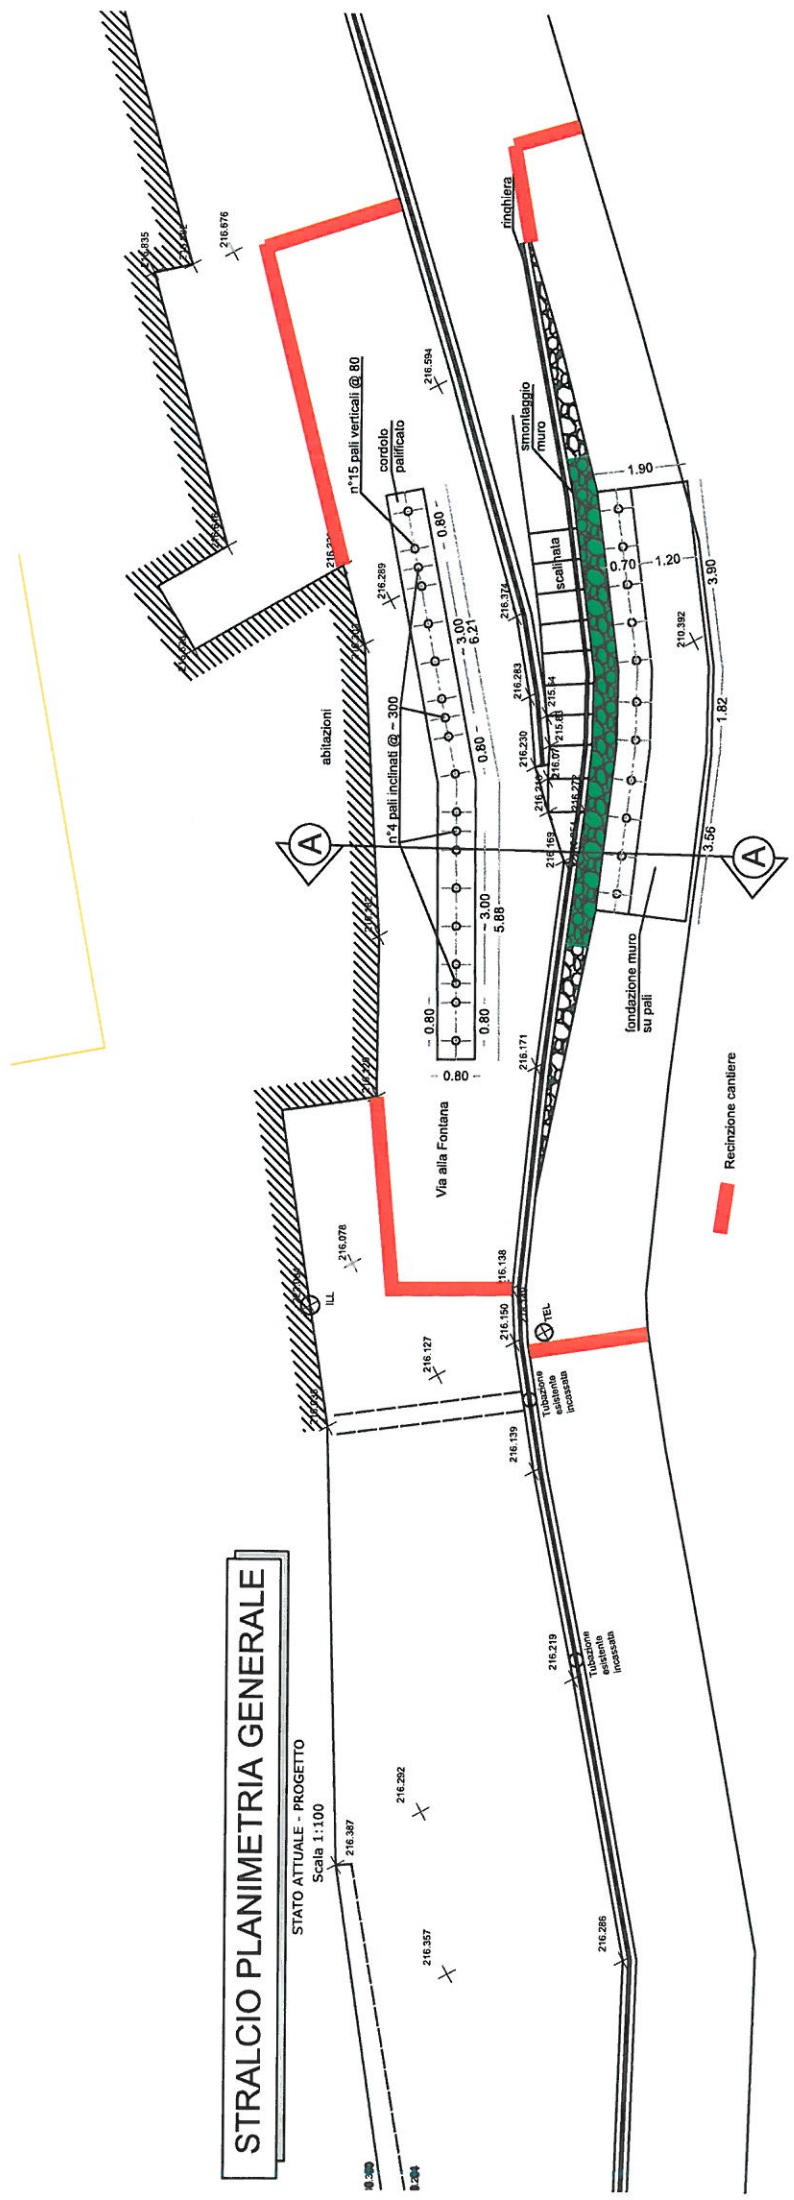 STRALCIO PLANIMETRIA GENERALE
STATO ATTUALE - PROGETTO
Scala 1:100
216.387
216.292
216.357
216.286
216.219
Tubazione
esistente
incassata
216.139
Tubazione
esistente
incassata
216.127
216.150
216.138
TEL
ILL
216.078
Via alla Fontana
216.171
Recinzione cantiere
abitazioni
A
A
n°4 pali inclinati @ ~ 300
n°15 pali verticali @ 80
cordolo
palificato
0.80
0.80
0.80
3.00
5.88
0.80
3.00
6.21
0.80
216.289
216.594
216.676
216.374
216.283
216.230
216.169
215.64
scalinata
smontaggio
muro
ringhiera
fondazione muro
su pali
1.90
0.70
1.20
3.90
1.82
3.56
210.392